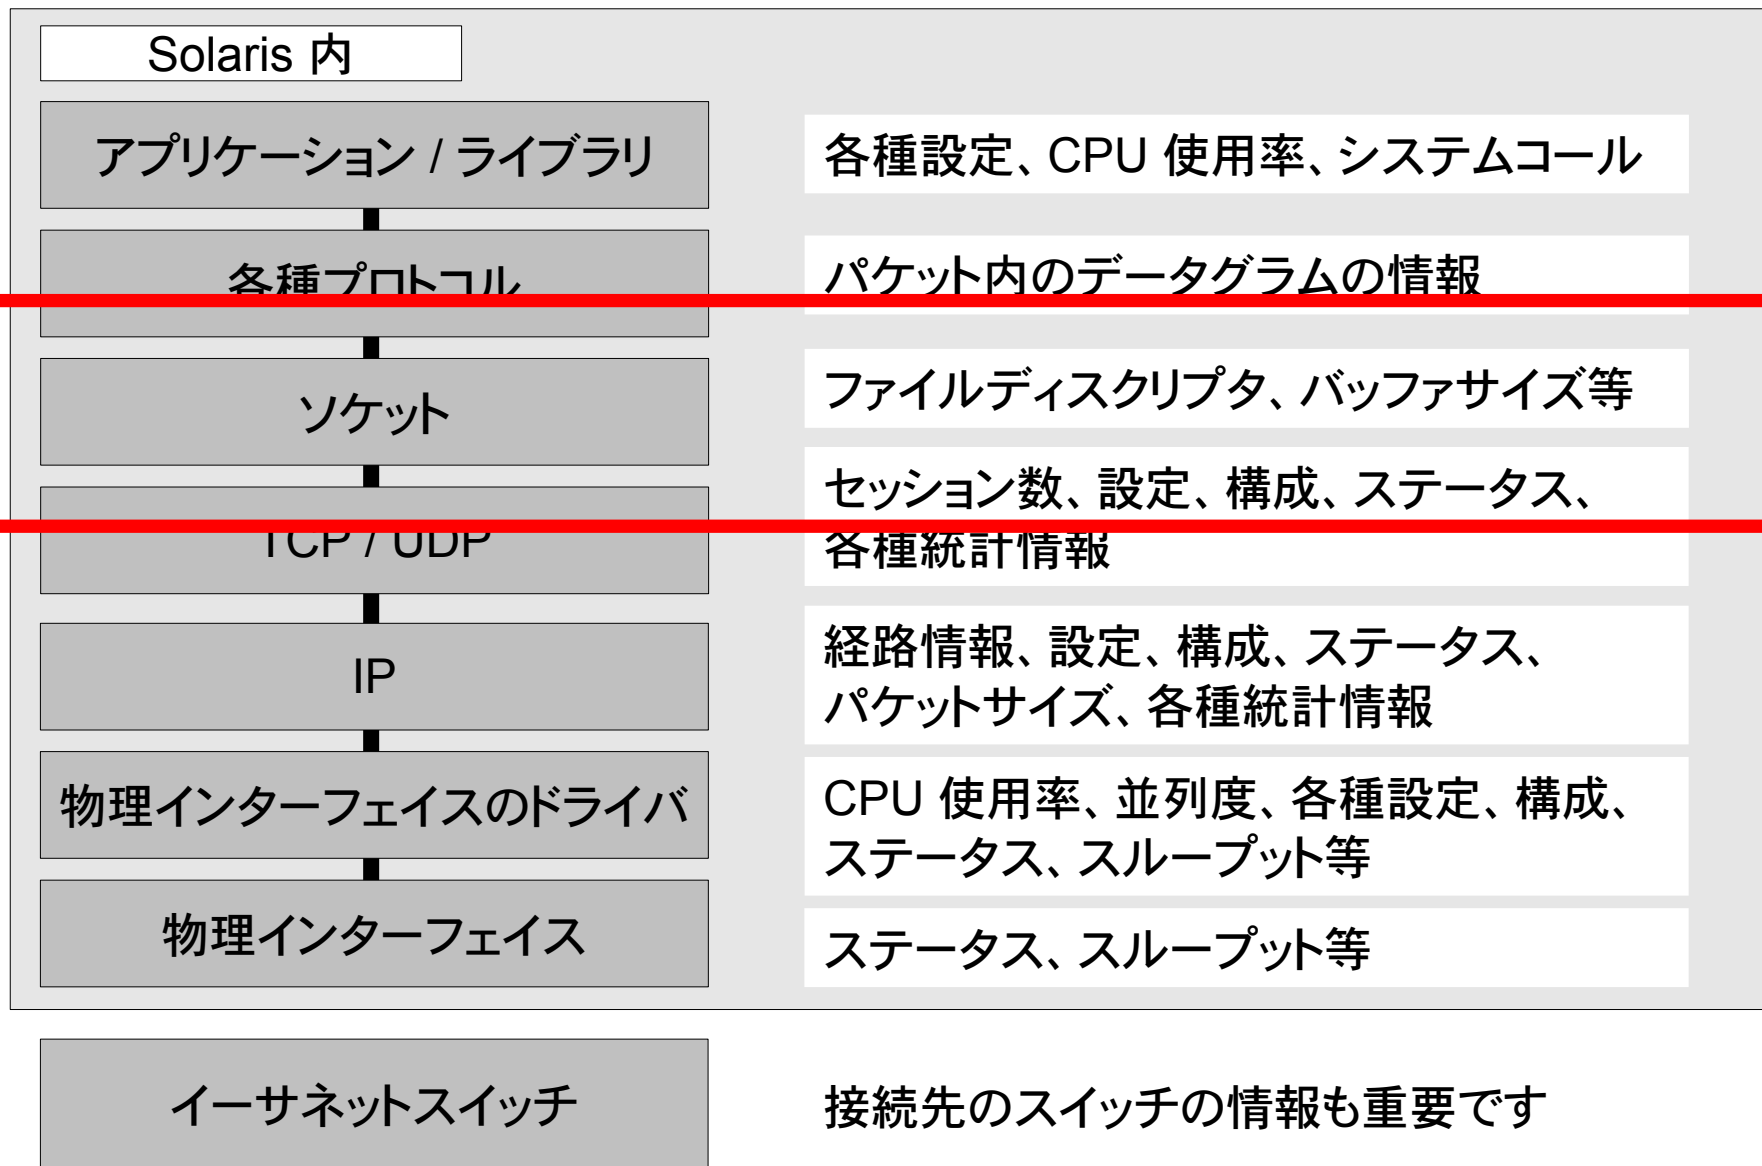 Solaris 内
アプリケーション / ライブラリ
各種設定、CPU 使用率、システムコール
各種プロトコル
パケット内のデータグラムの情報
ソケット
ファイルディスクリプタ、バッファサイズ等
TCP / UDP
セッション数、設定、構成、ステータス、
各種統計情報
IP
経路情報、設定、構成、ステータス、
パケットサイズ、各種統計情報
物理インターフェイスのドライバ
CPU 使用率、並列度、各種設定、構成、
ステータス、スループット等
物理インターフェイス
ステータス、スループット等
イーサネットスイッチ
接続先のスイッチの情報も重要です